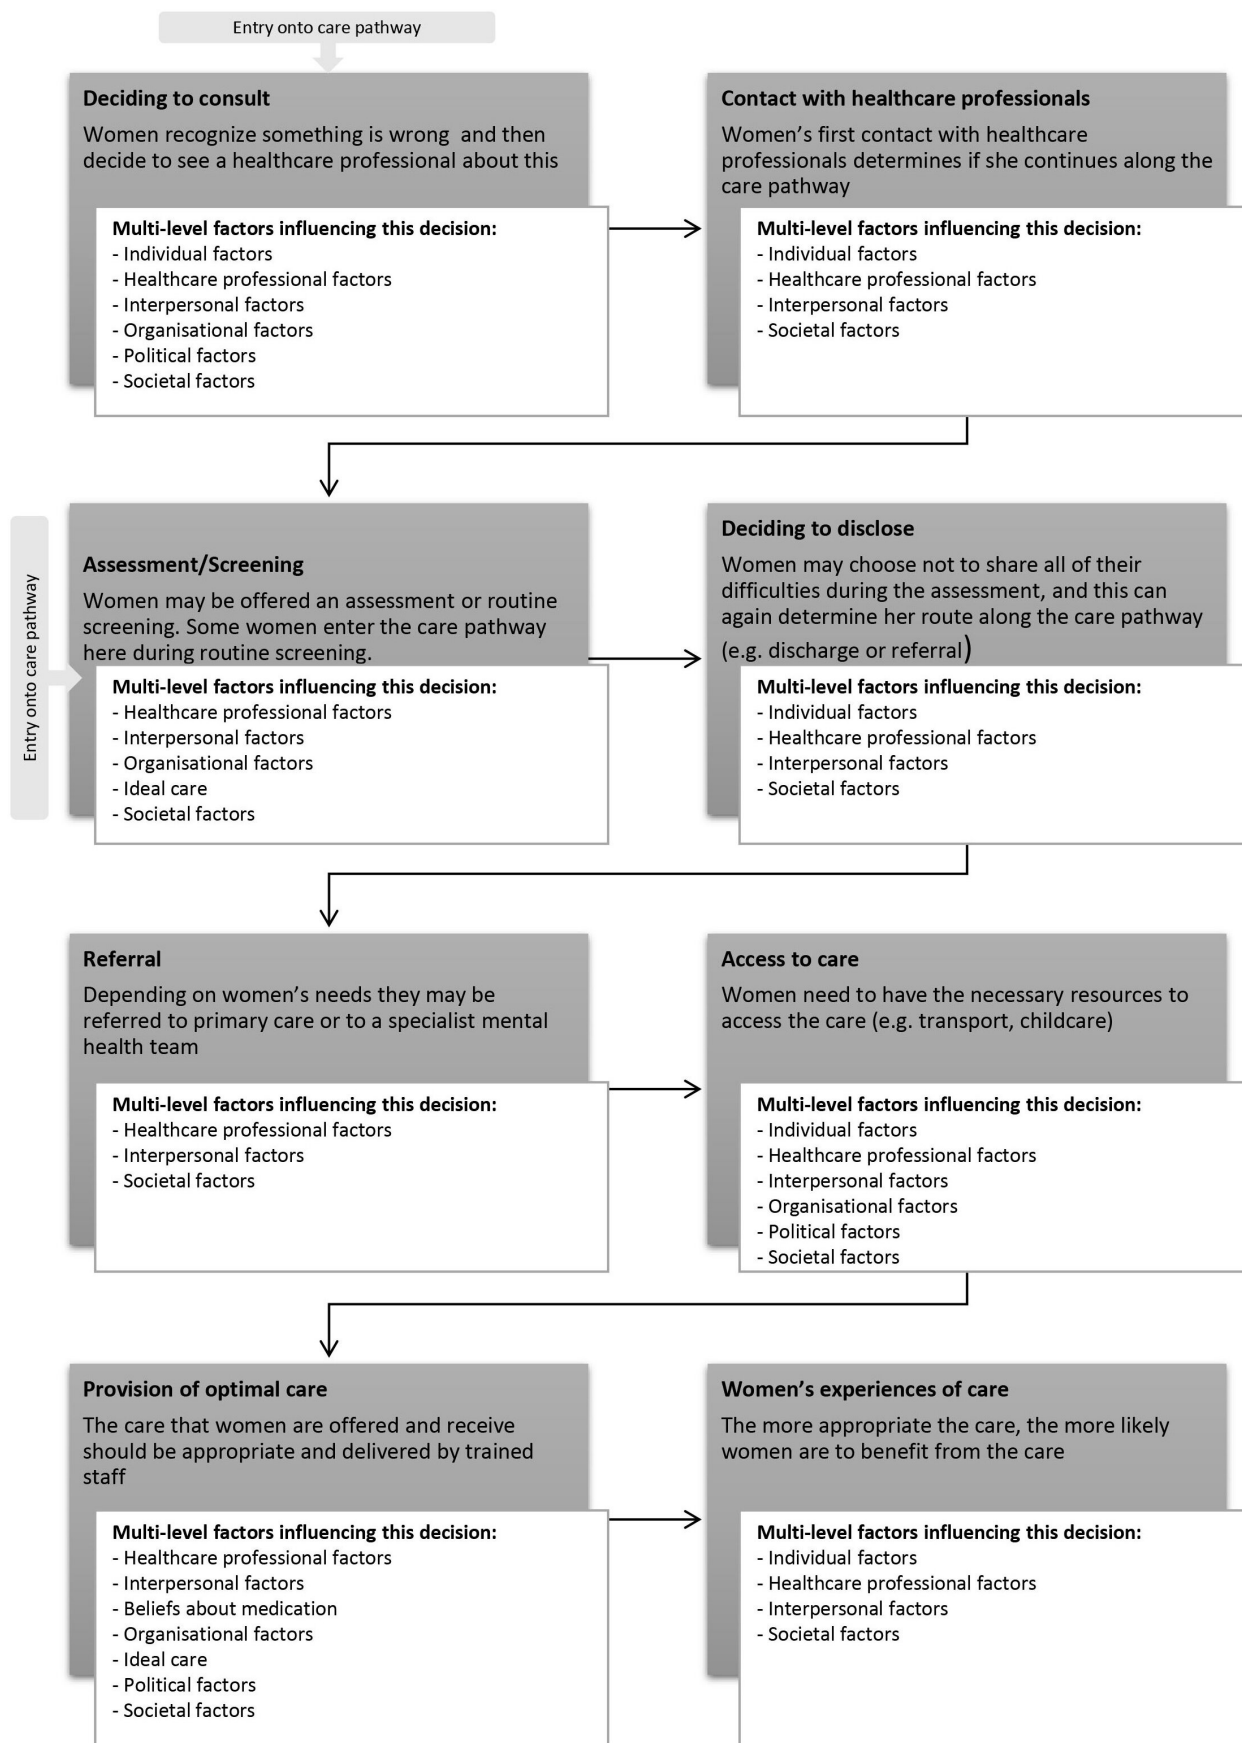 Entry onto care pathway
Deciding to consult
Women recognize something is wrong and then
decide to see a healthcare professional about this
Multi-level factors influencing this decision:
- Individual factors
- Healthcare professional factors
- Interpersonal factors
- Organisational factors
- Political factors
- Societal factors
Contact with healthcare professionals
Women’s first contact with healthcare
professionals determines if she continues along the
care pathway
Multi-level factors influencing this decision:
- Individual factors
- Healthcare professional factors
- Interpersonal factors
- Societal factors
Entry onto care pathway
Assessment/Screening
Women may be offered an assessment or routine
screening. Some women enter the care pathway
here during routine screening.
Multi-level factors influencing this decision:
- Healthcare professional factors
- Interpersonal factors
- Organisational factors
- Ideal care
- Societal factors
Deciding to disclose
Women may choose not to share all of their
difficulties during the assessment, and this can
again determine her route along the care pathway
(e.g. discharge or referral)
Multi-level factors influencing this decision:
- Individual factors
- Healthcare professional factors
- Interpersonal factors
- Societal factors
Referral
Depending on women’s needs they may be
referred to primary care or to a specialist mental
health team
Multi-level factors influencing this decision:
- Healthcare professional factors
- Interpersonal factors
- Societal factors
Access to care
Women need to have the necessary resources to
access the care (e.g. transport, childcare)
Multi-level factors influencing this decision:
- Individual factors
- Healthcare professional factors
- Interpersonal factors
- Organisational factors
- Political factors
- Societal factors
Provision of optimal care
The care that women are offered and receive
should be appropriate and delivered by trained
staff
Multi-level factors influencing this decision:
- Healthcare professional factors
- Interpersonal factors
- Beliefs about medication
- Organisational factors
- Ideal care
- Political factors
- Societal factors
Women’s experiences of care
The more appropriate the care, the more likely
women are to benefit from the care
Multi-level factors influencing this decision:
- Individual factors
- Healthcare professional factors
- Interpersonal factors
- Societal factors